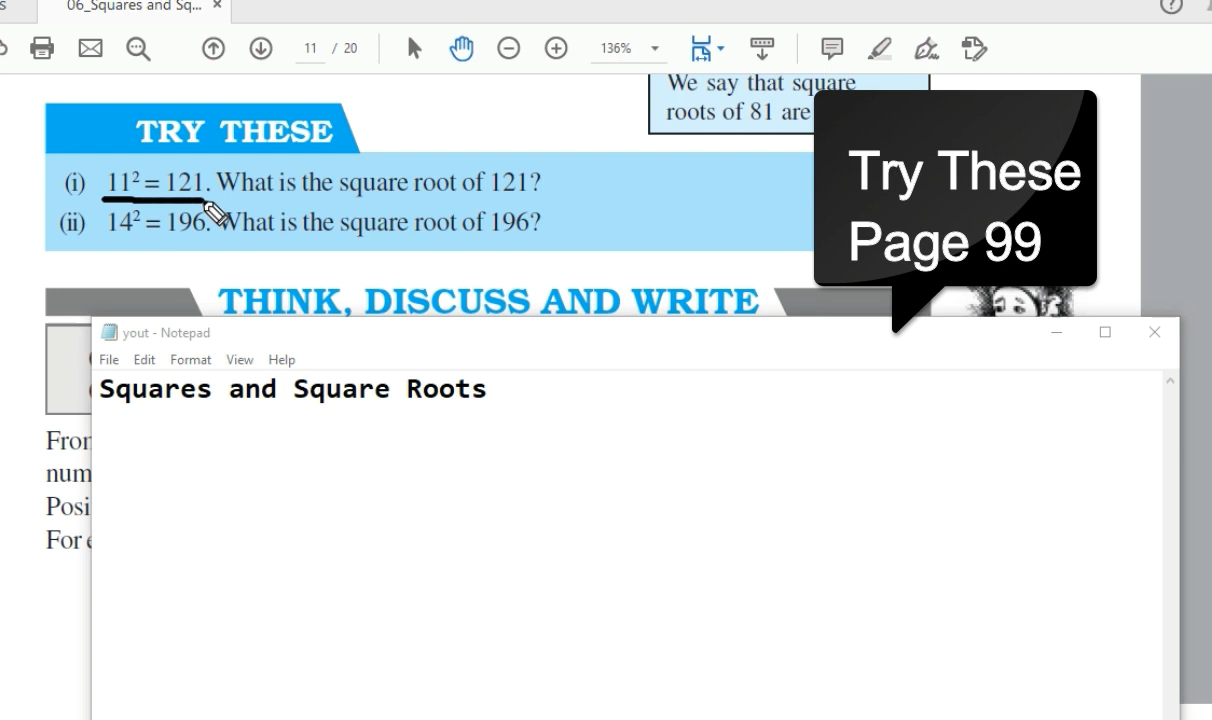 s
06_Squares and Sq... ×
11 / 20
136%
We say that square
roots of 81 are
TRY THESE
(i) 11² = 121. What is the square root of 121?
(ii) 14² = 196. What is the square root of 196?
Try These
Page 99
THINK, DISCUSS AND WRITE
yout - Notepad
File Edit Format View Help
Squares and Square Roots
From
num
Posi
For e